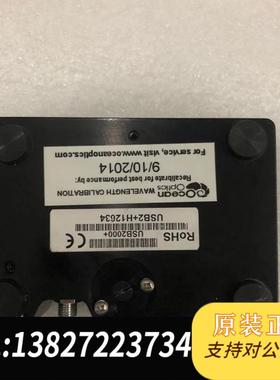 Ocean
Optics
WAVELENGTH CALIBRATION
Recalibrate for best performance by:
9/10/2014
For service, visit www.oceanoptics.com
RoHS
CE
USB2000+
USB2+H12634
原装正
:13827223734
支持对公